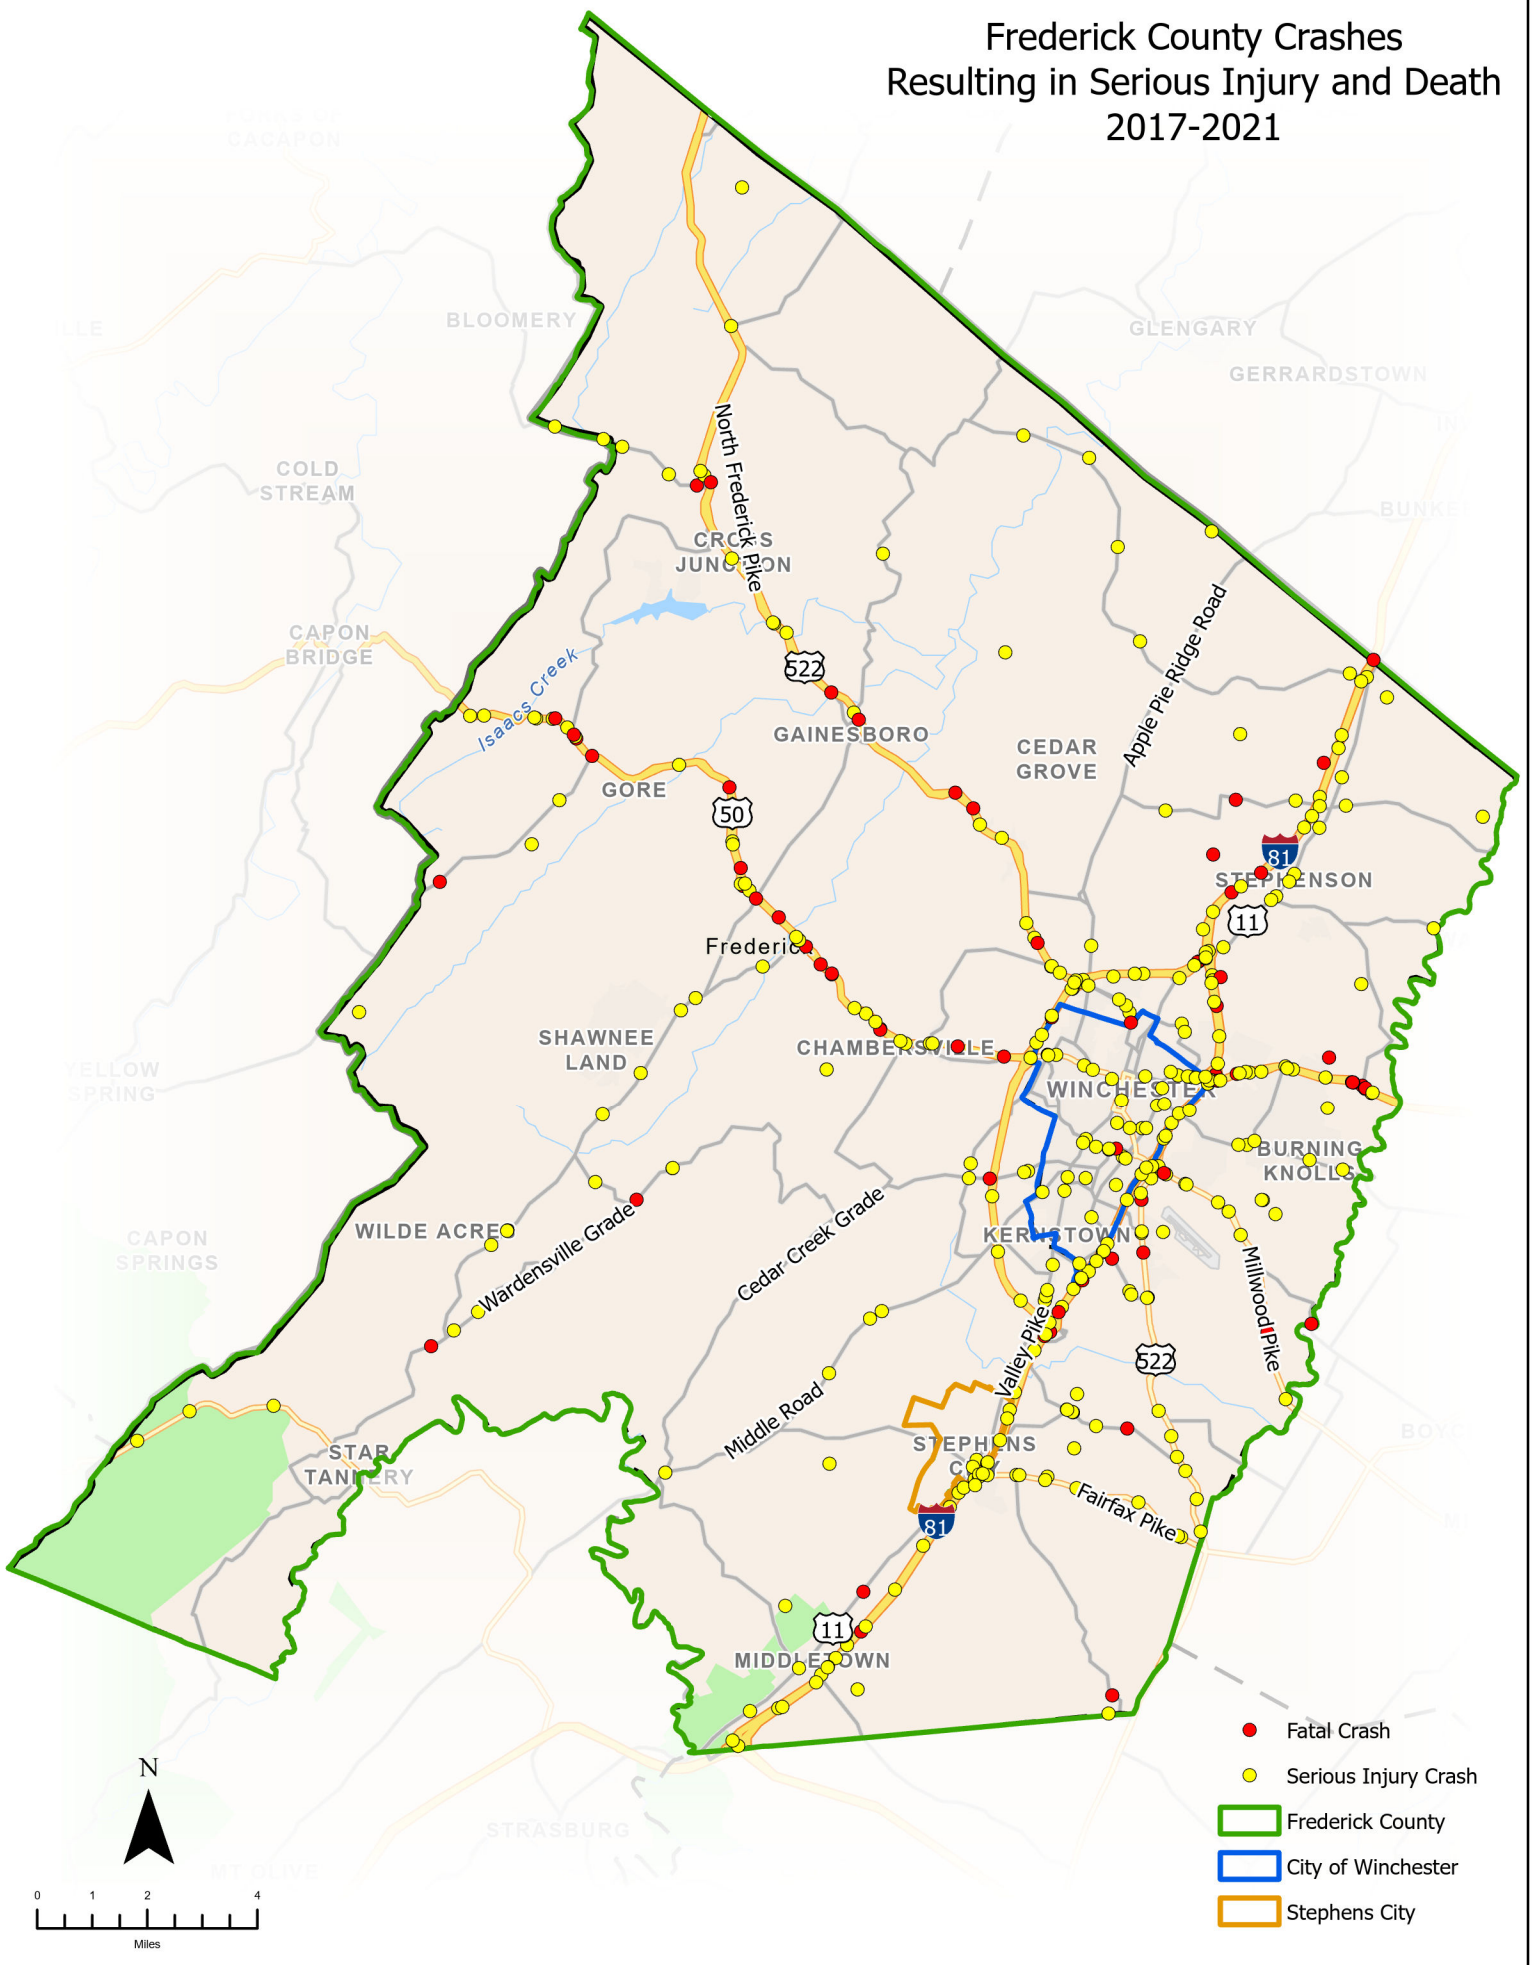 Frederick County Crashes
Resulting in Serious Injury and Death
2017-2021
CACAPON
BLOOMERY
GLENGARY
GERRARDSTOWN
COLD
STREAM
North Frederick Pike
CROSS
JUNCTION
Apple Pie Ridge Road
CAPON
BRIDGE
Isaacs Creek
522
GAINESBORO
CEDAR
GROVE
GORE
50
81
STEPHENSON
11
Frederick
SHAWNEE
LAND
CHAMBERSVILLE
YELLOW
SPRING
WINCHESTER
BURNING
KNOLLS
WILDE ACRES
CAPON
SPRINGS
Wardensville Grade
Cedar Creek Grade
KERNSTOWN
Millwood Pike
Valley Pike
522
Middle Road
STEPHENS
CITY
STAR
TANNERY
Fairfax Pike
81
11
MIDDLETOWN
STRASBURG
MT OLIVE
N
0 1 2 4
Miles
Fatal Crash
Serious Injury Crash
Frederick County
City of Winchester
Stephens City